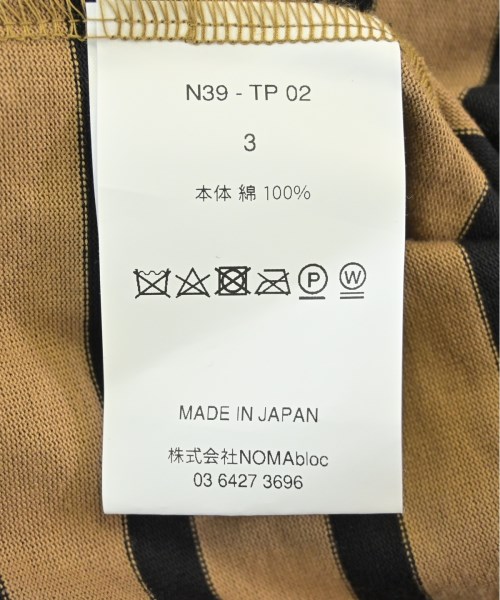 N39 - TP 02
3
本体 綿 100%
P W
MADE IN JAPAN
株式会社NOMAbloc
03 6427 3696